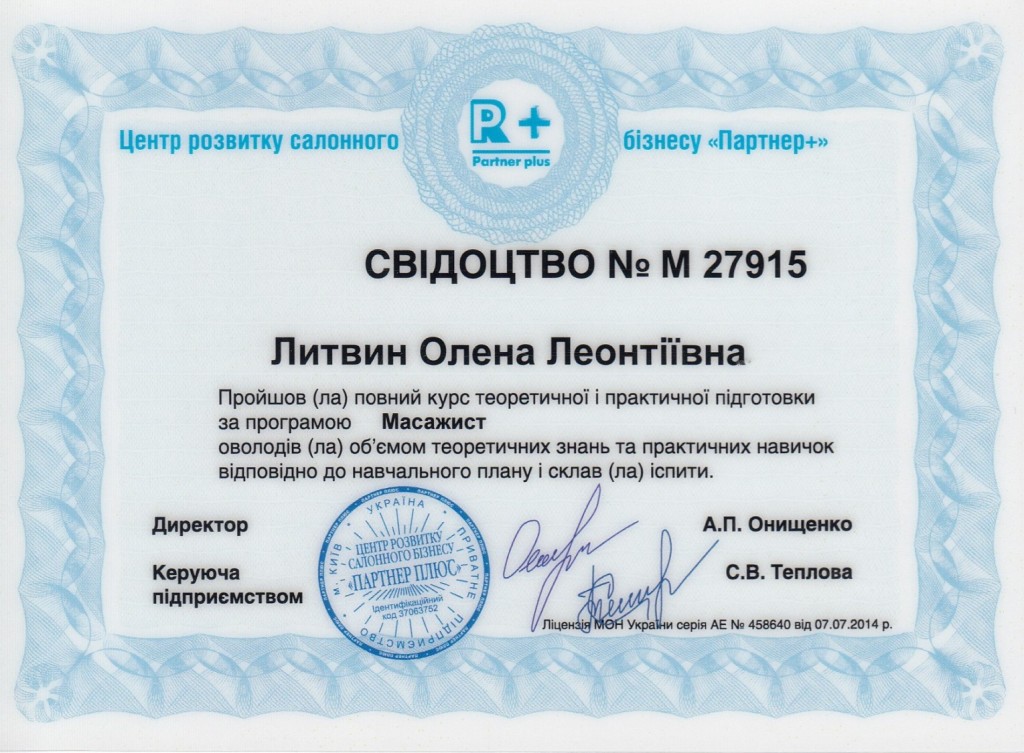 R +
Partner plus
Центр розвитку салонного бізнесу «Партнер+»
СВІДОЦТВО № М 27915
Литвин Олена Леонтіївна
Пройшов (ла) повний курс теоретичної і практичної підготовки
за програмою Масажист
оволодів (ла) об'ємом теоретичних знань та практичних навичок
відповідно до навчального плану і склав (ла) іспити.
Директор
А.П. Онищенко
Керуюча
підприємством
С.В. Теплова
УКРАЇНА
М. КИЇВ
ПРИВАТНЕ
ПІДПРИЄМСТВО
ЦЕНТР РОЗВИТКУ
САЛОННОГО БІЗНЕСУ
«ПАРТНЕР ПЛЮС»
Ідентифікаційний
код 37063752
Ліцензія МОН України серія АЕ № 458640 від 07.07.2014 р.